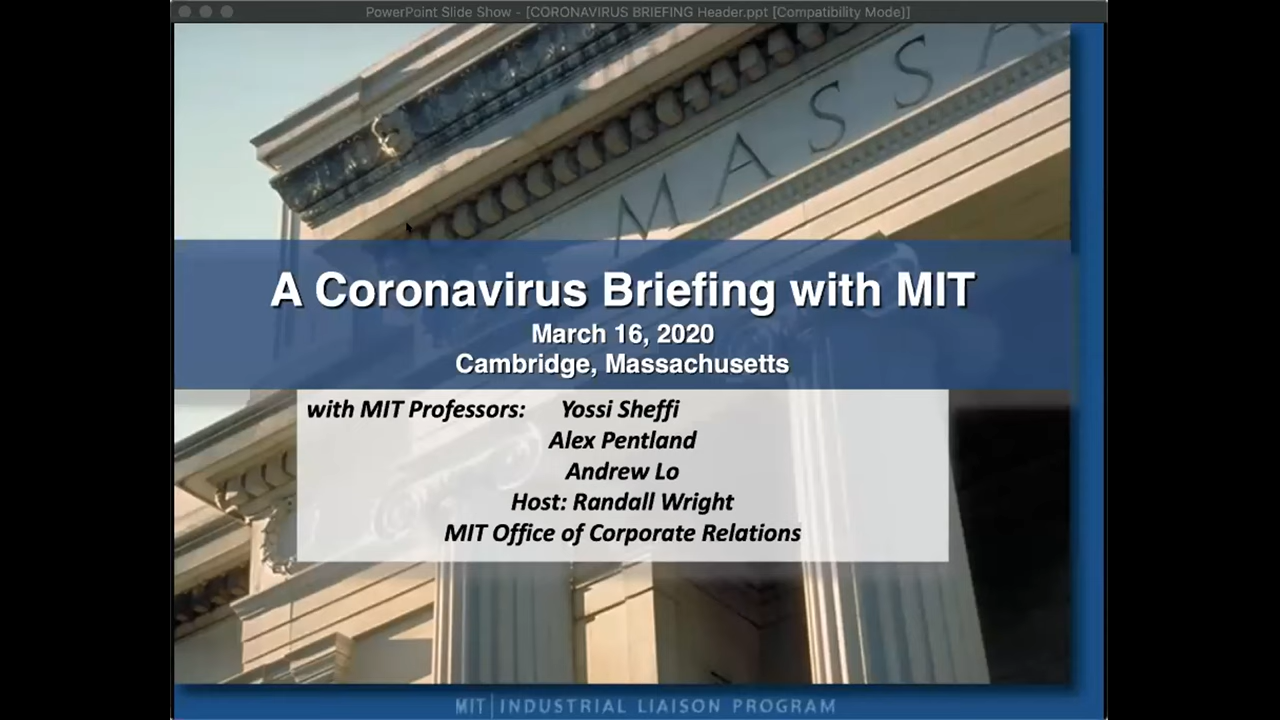 PowerPoint Slide Show - [CORONAVIRUS BRIEFING Header.ppt [Compatibility Mode]]
MASSA
A Coronavirus Briefing with MIT
March 16, 2020
Cambridge, Massachusetts
with MIT Professors: Yossi Sheffi
Alex Pentland
Andrew Lo
Host: Randall Wright
MIT Office of Corporate Relations
MIT | INDUSTRIAL LIAISON PROGRAM